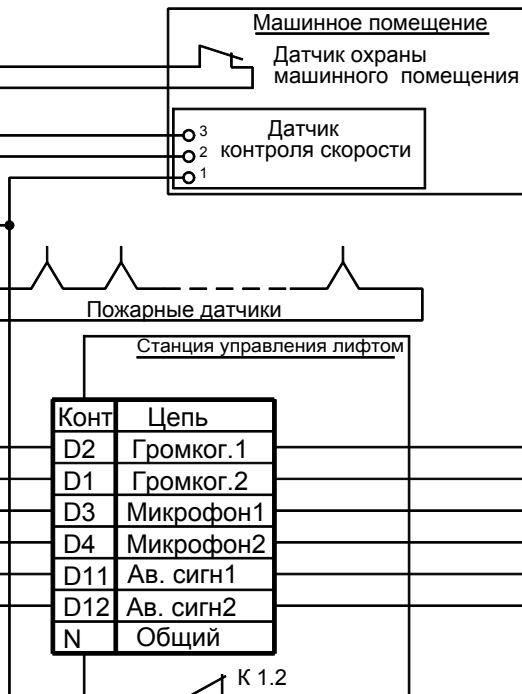 Машинное помещение
Датчик охраны
машинного помещения
3
Датчик
2
контроля скорости
1
Пожарные датчики
Станция управления лифтом
Конт Цепь
D2 Громког.1
D1 Громког.2
D3 Микрофон1
D4 Микрофон2
D11 Ав. сигн1
D12 Ав. сигн2
N Общий
К 1.2